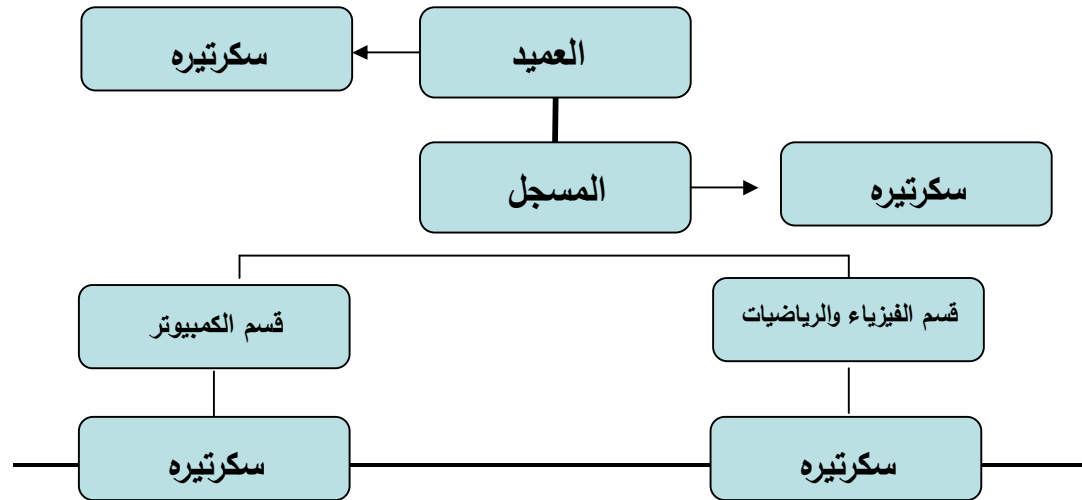 العميد
سكرتيره
المسجل
سكرتيره
قسم الفيزياء والرياضيات
قسم الكمبيوتر
سكرتيره
سكرتيره